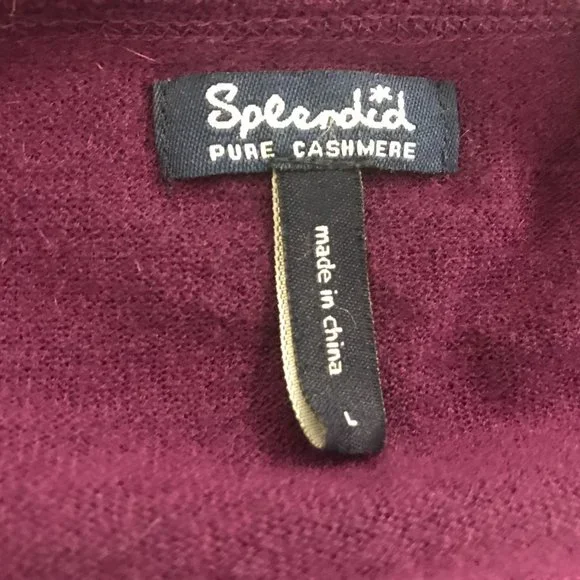 Splendid
PURE CASHMERE
made in china
L